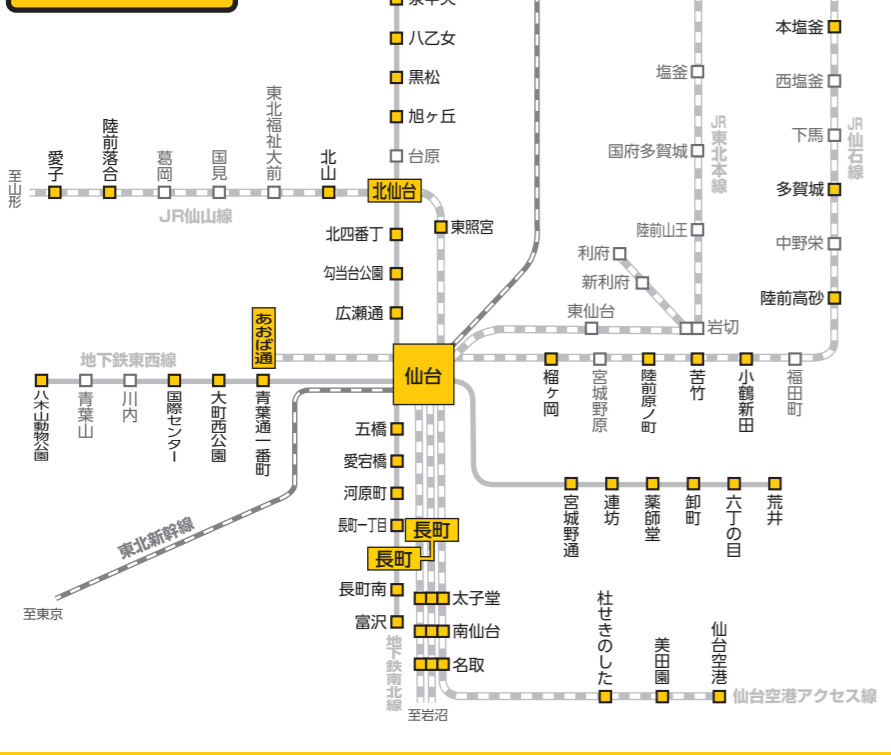 八乙女
黒松
旭ヶ丘
台原
北仙台
北四番丁
勾当台公園
広瀬通
仙台
五橋
愛宕橋
河原町
長町一丁目
長町
長町
長町南
富沢
地下鉄南北線
至山形
愛子
陸前落合
葛岡
国見
東北福祉大前
北山
JR仙山線
東照宮
塩釜
国府多賀城
陸前山王
JR東北本線
利府
新利府
東仙台
岩切
本塩釜
西塩釜
下馬
多賀城
中野栄
陸前高砂
JR仙石線
あおば通
榴ヶ岡
宮城野原
陸前原ノ町
苦竹
小鶴新田
福田町
地下鉄東西線
八木山動物公園
青葉山
川内
国際センター
大町西公園
青葉通一番町
宮城野通
連坊
薬師堂
卸町
六丁の目
荒井
東北新幹線
至東京
太子堂
南仙台
名取
至岩沼
杜せきのした
美田園
仙台空港
仙台空港アクセス線